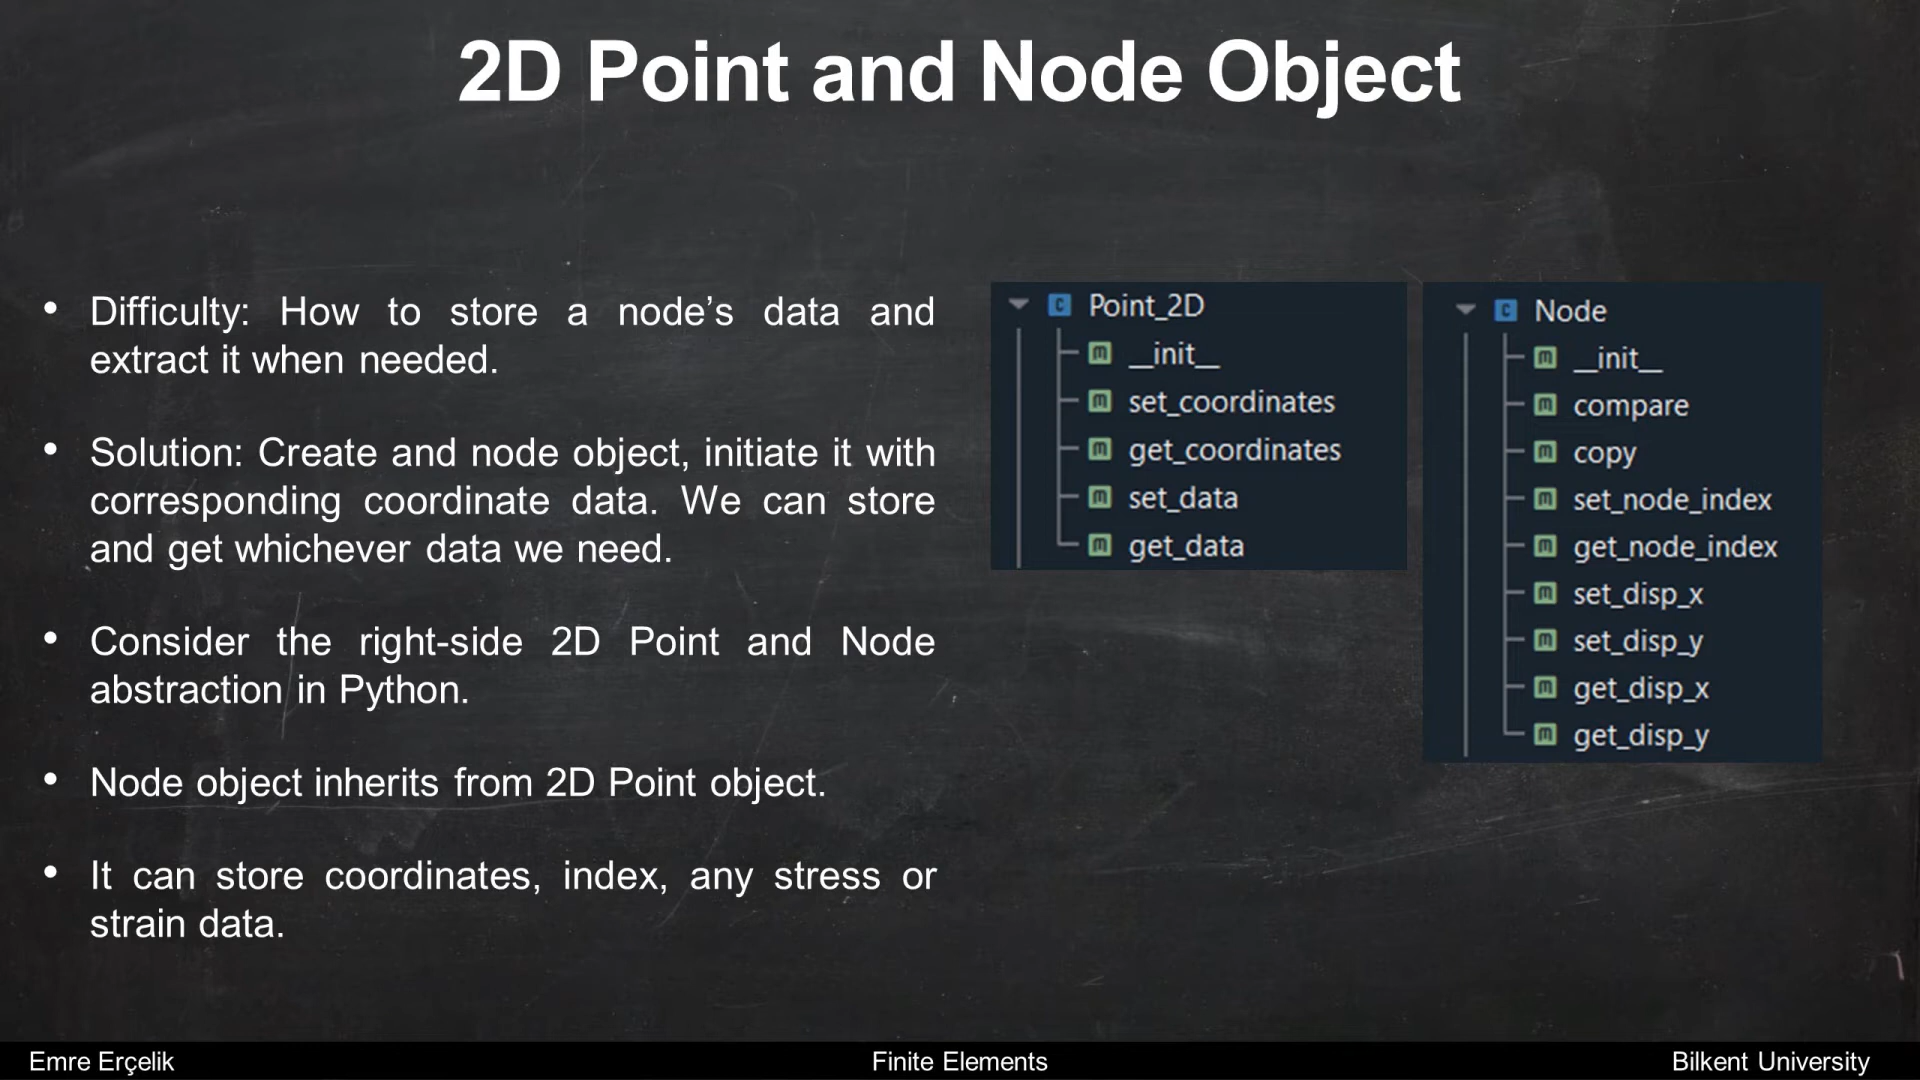 2D Point and Node Object
• Difficulty: How to store a node’s data and
extract it when needed.
• Solution: Create and node object, initiate it with
corresponding coordinate data. We can store
and get whichever data we need.
• Consider the right-side 2D Point and Node
abstraction in Python.
• Node object inherits from 2D Point object.
• It can store coordinates, index, any stress or
strain data.
C Point_2D
m __init__
m set_coordinates
m get_coordinates
m set_data
m get_data
C Node
m __init__
m compare
m copy
m set_node_index
m get_node_index
m set_disp_x
m set_disp_y
m get_disp_x
m get_disp_y
Emre Erçelik
Finite Elements
Bilkent University